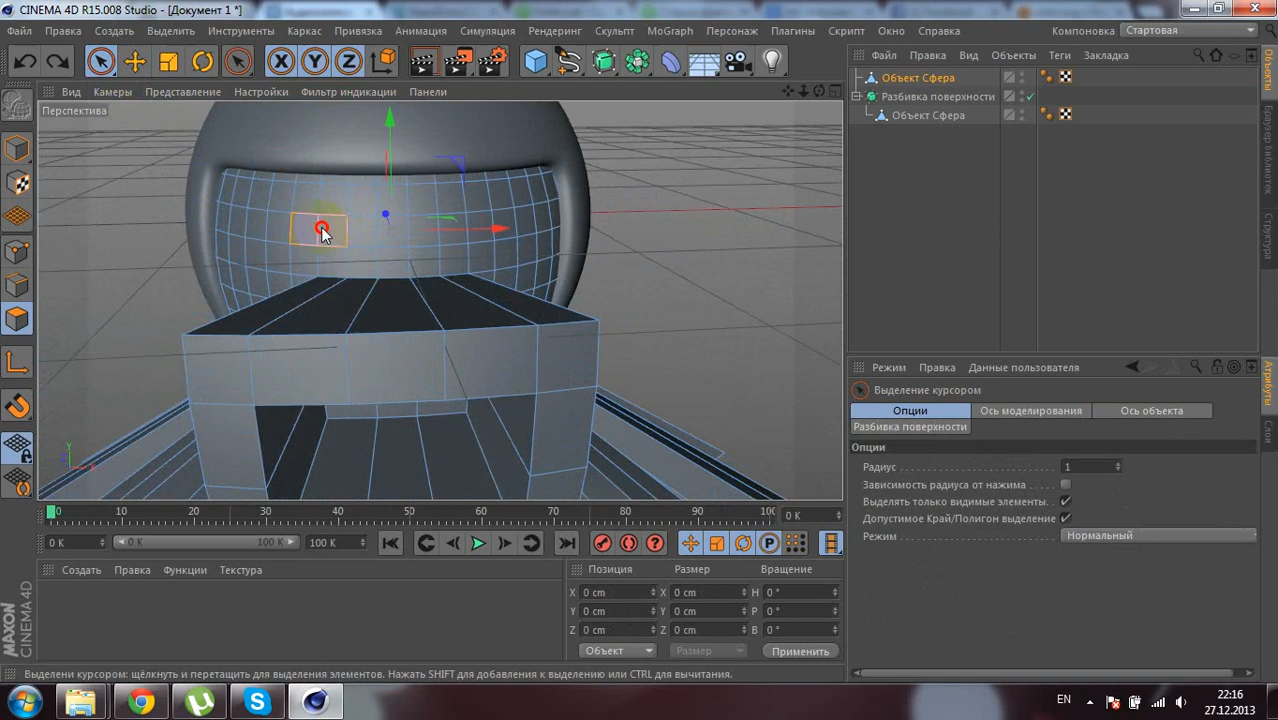 CINEMA 4D R15.008 Studio - [Документ 1 *]
Файл Правка Создать Выделить Инструменты Каркас Привязка Анимация Симуляция Рендеринг Скульпт MoGraph Персонаж Плагины Скрипт Окно Справка Компоновка Стартовая
Файл Правка Вид Объекты Теги Закладка
Вид Камеры Представление Настройки Фильтр индикации Панели
Перспектива
Объект Сфера
Разбивка поверхности
Объект Сфера
Объекты
Браузер библиотек
Структура
Режим Правка Данные пользователя
Выделение курсором
Опции Ось моделирования Ось объекта
Разбивка поверхности
Опции
Радиус 1
Зависимость радиуса от нажима
Выделять только видимые элементы.
Допустимое Край/Полигон выделение
Режим Нормальный
Атрибуты
Слои
Y
X
Z
0 10 20 30 40 50 60 70 80 90 100 0 K
0 K 0 K 100 K 100 K
Создать Правка Функции Текстура
Позиция Размер Вращение
X 0 cm X 0 cm H 0 °
Y 0 cm Y 0 cm P 0 °
Z 0 cm Z 0 cm B 0 °
Объект Размер Применить
MAXON
CINEMA 4D
Выделени курсором: щёлкнуть и перетащить для выделения элементов. Нажать SHIFT для добавления к выделению или CTRL для вычитания.
EN 22:16
27.12.2013